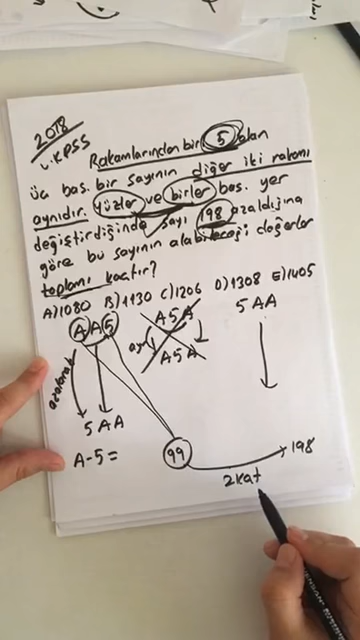 2018
KPSS
Rakamlarından biri 5 olan
üç bas. bir sayının diğer iki rakamı
aynıdır. Yüzler ve birler bas. yer
değiştirdiğinde sayı 198 azaldığına
göre bu sayının alabileceği değerler
toplamı kaçtır?
A)1080 B)1130 C)1206 D)1308 E)1405
AA5 A5A 5AA
azalarak A5A
5AA
A-5= 99 198
2kat